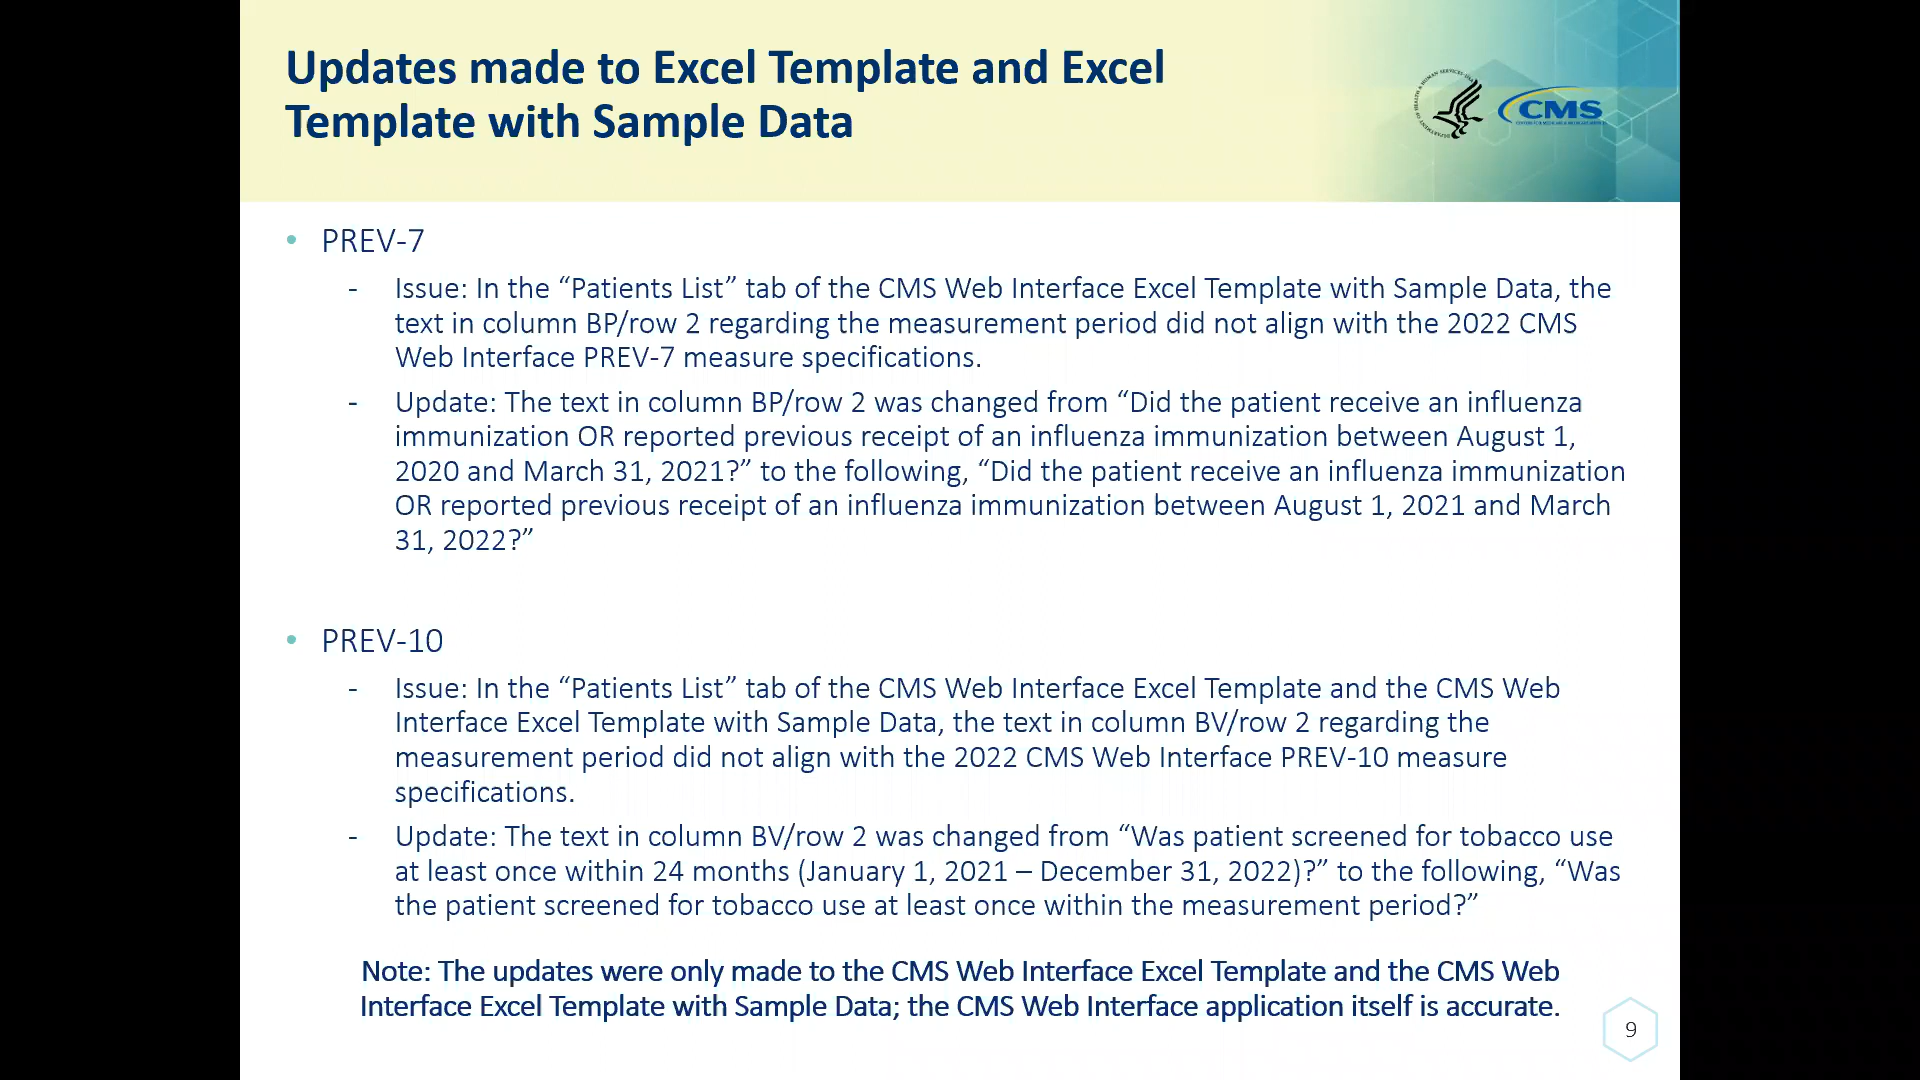 Updates made to Excel Template and Excel
Template with Sample Data
CMS
• PREV-7
- Issue: In the “Patients List” tab of the CMS Web Interface Excel Template with Sample Data, the
text in column BP/row 2 regarding the measurement period did not align with the 2022 CMS
Web Interface PREV-7 measure specifications.
- Update: The text in column BP/row 2 was changed from “Did the patient receive an influenza
immunization OR reported previous receipt of an influenza immunization between August 1,
2020 and March 31, 2021?” to the following, “Did the patient receive an influenza immunization
OR reported previous receipt of an influenza immunization between August 1, 2021 and March
31, 2022?”
• PREV-10
- Issue: In the “Patients List” tab of the CMS Web Interface Excel Template and the CMS Web
Interface Excel Template with Sample Data, the text in column BV/row 2 regarding the
measurement period did not align with the 2022 CMS Web Interface PREV-10 measure
specifications.
- Update: The text in column BV/row 2 was changed from “Was patient screened for tobacco use
at least once within 24 months (January 1, 2021 – December 31, 2022)?” to the following, “Was
the patient screened for tobacco use at least once within the measurement period?”
Note: The updates were only made to the CMS Web Interface Excel Template and the CMS Web
Interface Excel Template with Sample Data; the CMS Web Interface application itself is accurate.
9